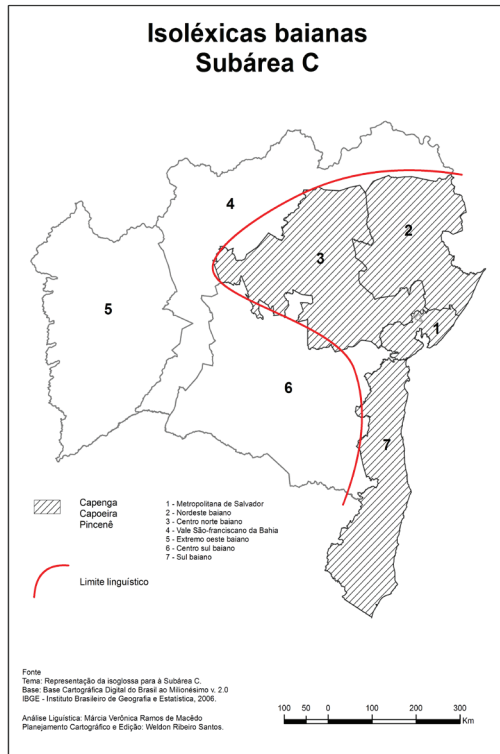 Isoléxicas baianas
Subárea C
4
2
3
1
5
6
7
Capenga
Capoeira
Pincenê
1 - Metropolitana de Salvador
2 - Nordeste baiano
3 - Centro norte baiano
4 - Vale São-franciscano da Bahia
5 - Extremo oeste baiano
6 - Centro sul baiano
7 - Sul baiano
Limite linguístico
Fonte
Tema: Representação da isoglossa para à Subárea C.
Base: Base Cartográfica Digital do Brasil ao Milionésimo v. 2.0
IBGE - Instituto Brasileiro de Geografia e Estatística, 2006.
Análise Liguística: Márcia Verônica Ramos de Macêdo
Planejamento Cartográfico e Edição: Weldon Ribeiro Santos.
100 50 0 100 200 300
Km